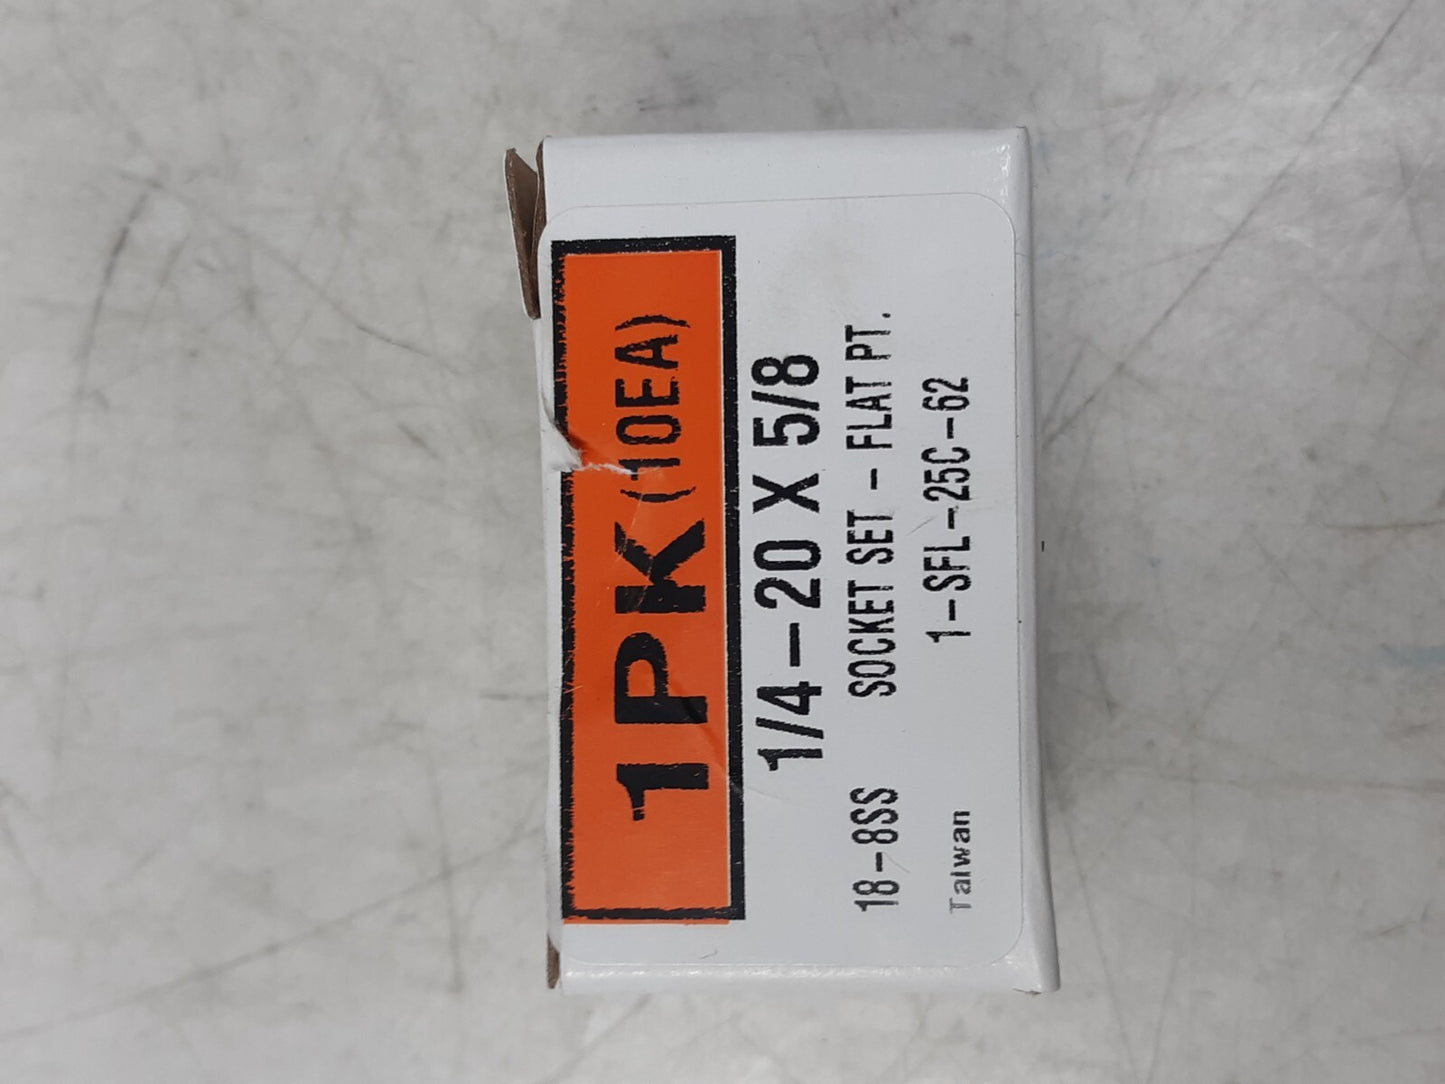 1PK(10EA)
1/4-20 X 5/8
18-8SS SOCKET SET - FLAT PT.
Taiwan 1-SFL-25C-62